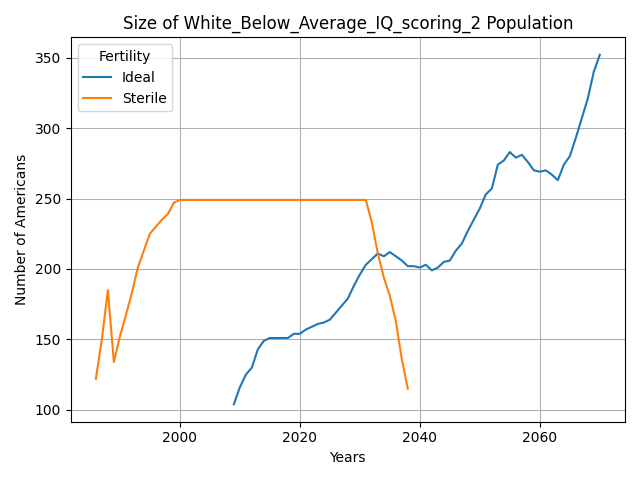 Size of White_Below_Average_IQ_scoring_2 Population
Fertility
Ideal
Sterile
Number of Americans
350
300
250
200
150
100
2000
2020
2040
2060
Years